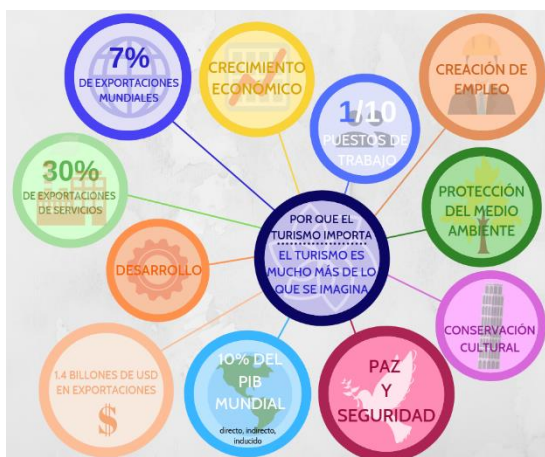 7%
DE EXPORTACIONES
MUNDIALES
CRECIMIENTO
ECONÓMICO
1/10
PUESTOS DE
TRABAJO
CREACIÓN DE
EMPLEO
30%
DE EXPORTACIONES
DE SERVICIOS
POR QUE EL
TURISMO IMPORTA
EL TURISMO ES
MUCHO MÁS DE LO
QUE SE IMAGINA
PROTECCIÓN
DEL MEDIO
AMBIENTE
DESARROLLO
CONSERVACIÓN
CULTURAL
1.4 BILLONES DE USD
EN EXPORTACIONES
$
10% DEL
PIB
MUNDIAL
directo, indirecto,
inducido
PAZ
Y
SEGURIDAD